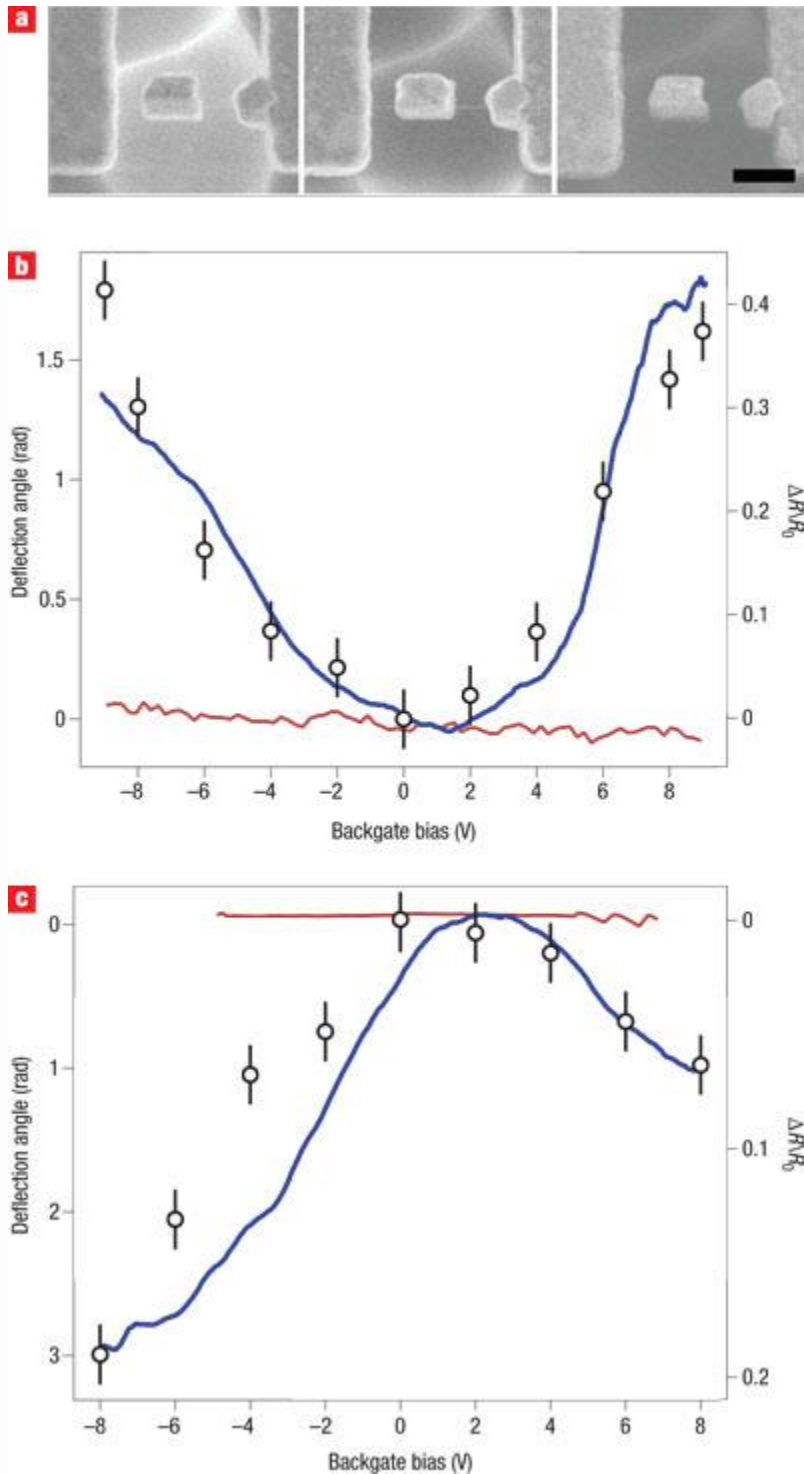 a
b
1.5
1
0.5
0
Deflection angle (rad)
0.4
0.3
0.2
0.1
0
ΔR\R0
−8 −6 −4 −2 0 2 4 6 8
Backgate bias (V)
c
0
1
2
3
Deflection angle (rad)
0
0.1
0.2
ΔR\R0
−8 −6 −4 −2 0 2 4 6 8
Backgate bias (V)